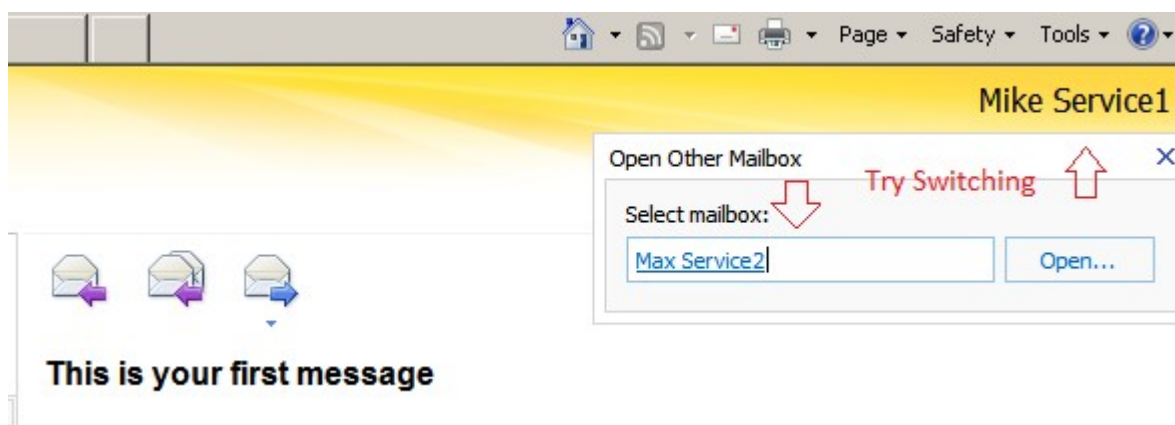 Page Safety Tools
Mike Service1
Open Other Mailbox
Try Switching
Select mailbox:
Max Service2 Open...
This is your first message